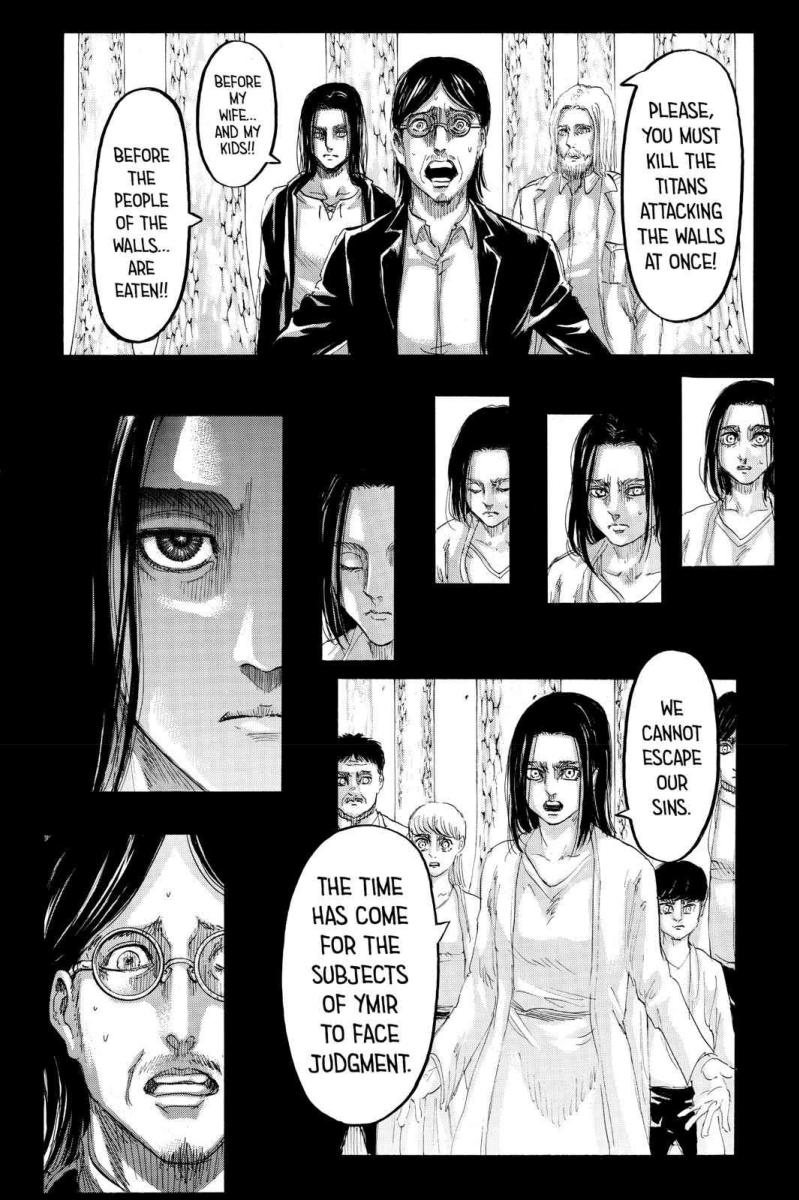 PLEASE,
YOU MUST
KILL THE
TITANS
ATTACKING
THE WALLS
AT ONCE!
BEFORE
MY
WIFE...
AND MY
KIDS!!
BEFORE
THE
PEOPLE
OF THE
WALLS...
ARE
EATEN!!
WE
CANNOT
ESCAPE
OUR
SINS.
THE TIME
HAS COME
FOR THE
SUBJECTS
OF YMIR
TO FACE
JUDGMENT.